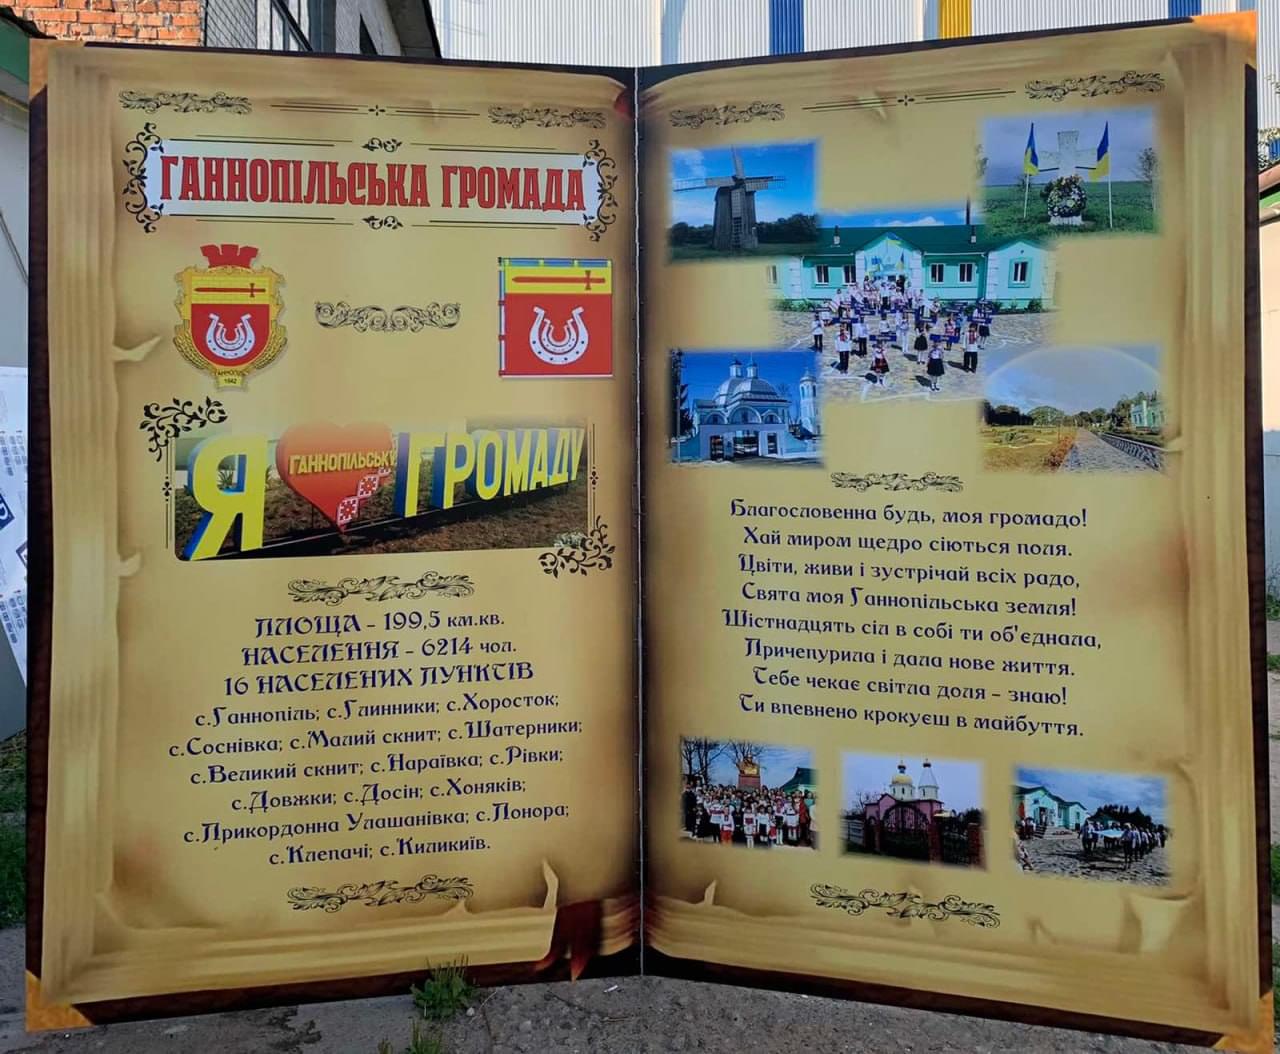 ГАННОПІЛЬСЬКА ГРОМАДА
ГАННОПІЛЬ
1642
Я ГАННОПІЛЬСЬКУ ГРОМАДУ
ПЛОЩА – 199,5 км.кв.
НАСЕЛЕННЯ – 6214 чол.
16 НАСЕЛЕНИХ ПУНКТІВ
с.Ганнопіль; с.Глинники; с.Хоросток;
с.Соснівка; с.Малий скнит; с.Шатерники;
с.Великий скнит; с.Нараївка; с.Рівки;
с.Довжки; с.Досін; с.Хоняків;
с.Прикордонна Улашанівка; с.Понора;
с.Клепачі; с.Киликиїв.
Благословенна будь, моя громадо!
Хай миром щедро сіються поля.
Цвіти, живи і зустрічай всіх радо,
Свята моя Ганнопільська земля!
Шістнадцять сіл в собі ти об'єднала,
Причепурила і дала нове життя.
Тебе чекає світла доля – знаю!
Ти впевнено крокуєш в майбуття.